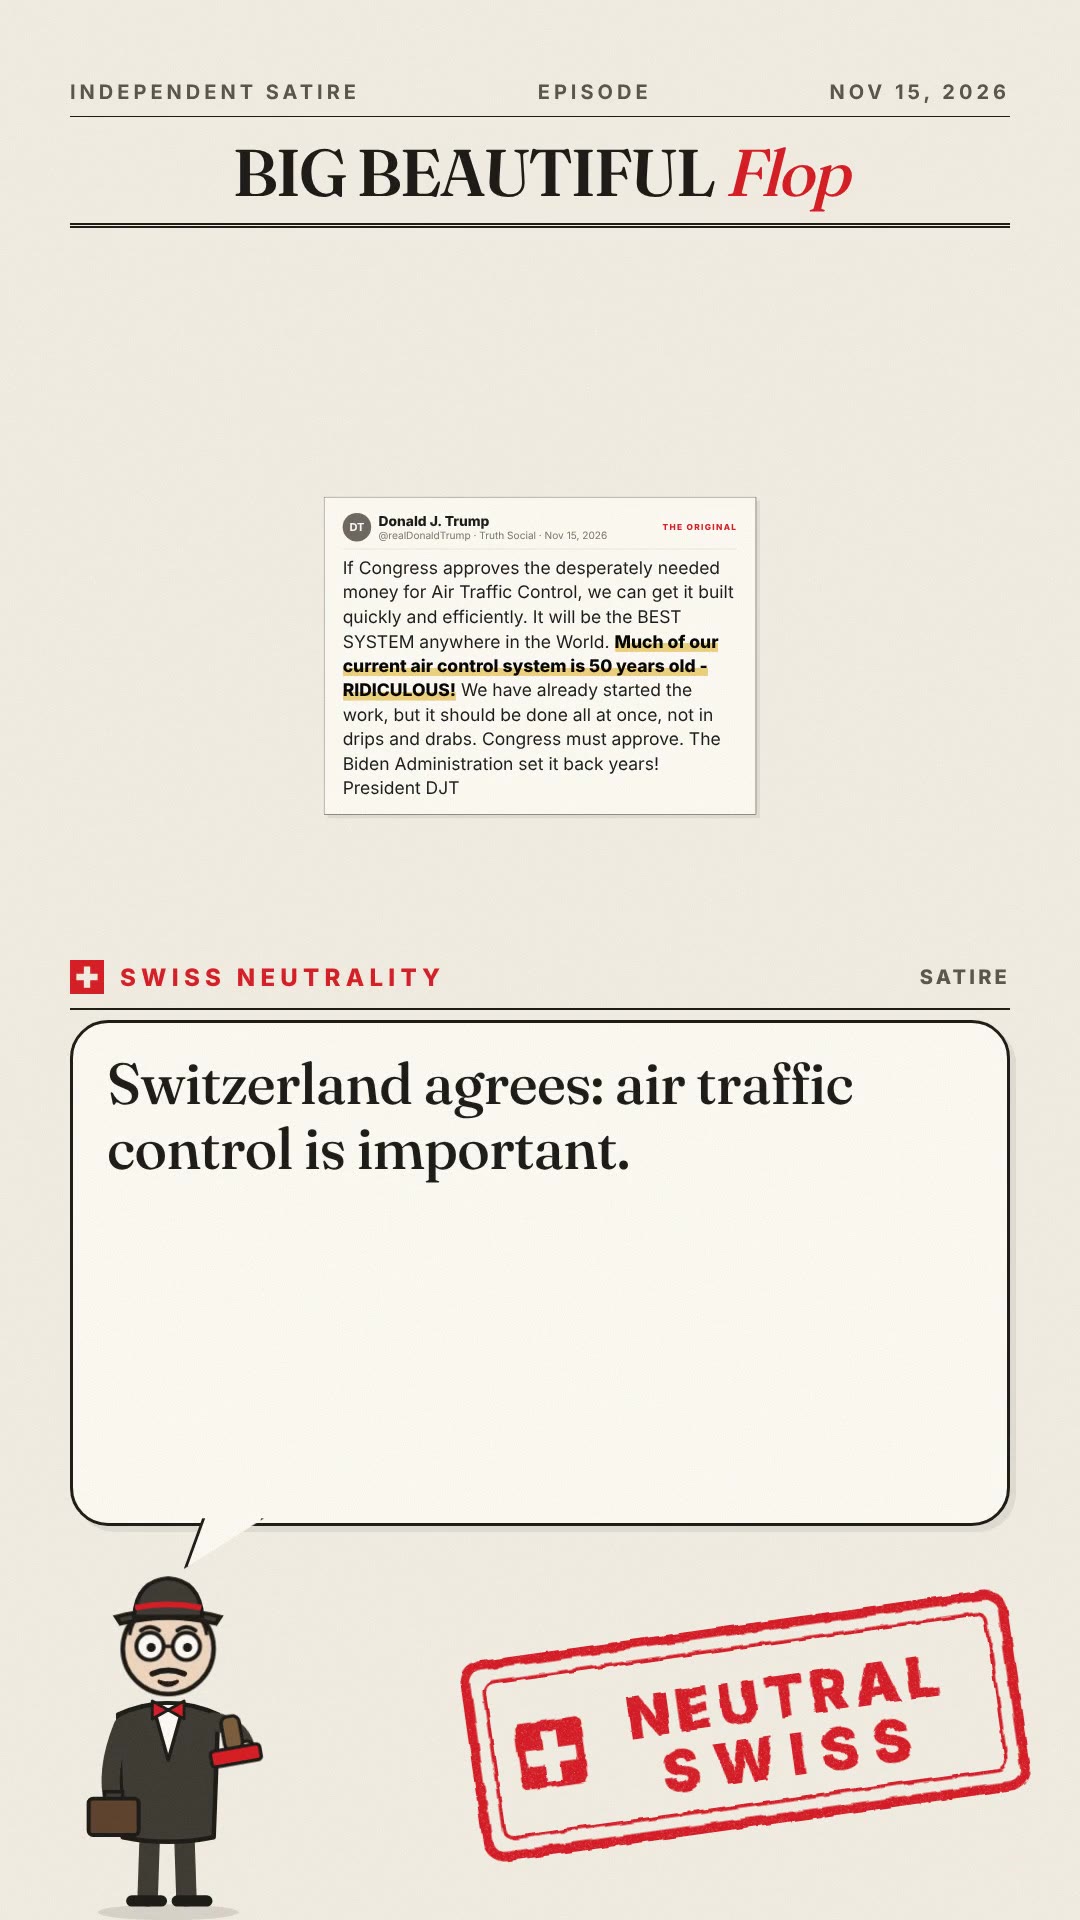 INDEPENDENT SATIRE EPISODE NOV 15, 2026
BIG BEAUTIFUL Flop
DT Donald J. Trump THE ORIGINAL
@realDonaldTrump · Truth Social · Nov 15, 2026
If Congress approves the desperately needed
money for Air Traffic Control, we can get it built
quickly and efficiently. It will be the BEST
SYSTEM anywhere in the World. Much of our
current air control system is 50 years old -
RIDICULOUS! We have already started the
work, but it should be done all at once, not in
drips and drabs. Congress must approve. The
Biden Administration set it back years!
President DJT
SWISS NEUTRALITY SATIRE
Switzerland agrees: air traffic
control is important.
NEUTRAL
SWISS